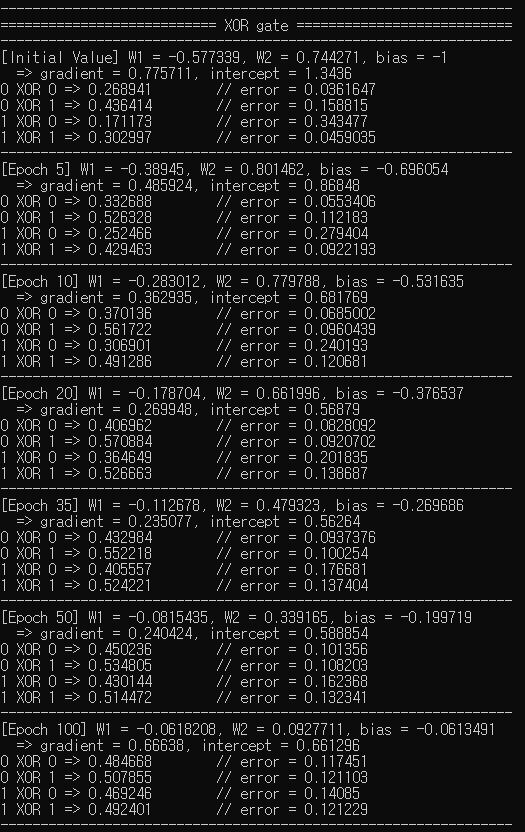 ========================== XOR gate ===========================
[Initial Value] W1 = -0.577339, W2 = 0.744271, bias = -1
=> gradient = 0.775711, intercept = 1.3436
0 XOR 0 => 0.268941 // error = 0.0361647
0 XOR 1 => 0.436414 // error = 0.158815
1 XOR 0 => 0.171173 // error = 0.343477
1 XOR 1 => 0.302997 // error = 0.0459035
[Epoch 5] W1 = -0.38945, W2 = 0.801462, bias = -0.696054
=> gradient = 0.485924, intercept = 0.86848
0 XOR 0 => 0.332688 // error = 0.0553406
0 XOR 1 => 0.526328 // error = 0.112183
1 XOR 0 => 0.252466 // error = 0.279404
1 XOR 1 => 0.429463 // error = 0.0922193
[Epoch 10] W1 = -0.283012, W2 = 0.779788, bias = -0.531635
=> gradient = 0.362935, intercept = 0.681769
0 XOR 0 => 0.370136 // error = 0.0685002
0 XOR 1 => 0.561722 // error = 0.0960439
1 XOR 0 => 0.306901 // error = 0.240193
1 XOR 1 => 0.491286 // error = 0.120681
[Epoch 20] W1 = -0.178704, W2 = 0.661996, bias = -0.376537
=> gradient = 0.269948, intercept = 0.56879
0 XOR 0 => 0.406962 // error = 0.0828092
0 XOR 1 => 0.570884 // error = 0.0920702
1 XOR 0 => 0.364649 // error = 0.201835
1 XOR 1 => 0.526663 // error = 0.138687
[Epoch 35] W1 = -0.112678, W2 = 0.479323, bias = -0.269686
=> gradient = 0.235077, intercept = 0.56264
0 XOR 0 => 0.432984 // error = 0.0937376
0 XOR 1 => 0.552218 // error = 0.100254
1 XOR 0 => 0.405557 // error = 0.176681
1 XOR 1 => 0.524221 // error = 0.137404
[Epoch 50] W1 = -0.0815435, W2 = 0.339165, bias = -0.199719
=> gradient = 0.240424, intercept = 0.588854
0 XOR 0 => 0.450236 // error = 0.101356
0 XOR 1 => 0.534805 // error = 0.108203
1 XOR 0 => 0.430144 // error = 0.162368
1 XOR 1 => 0.514472 // error = 0.132341
[Epoch 100] W1 = -0.0618208, W2 = 0.0927711, bias = -0.0613491
=> gradient = 0.66638, intercept = 0.661296
0 XOR 0 => 0.484668 // error = 0.117451
0 XOR 1 => 0.507855 // error = 0.121103
1 XOR 0 => 0.469246 // error = 0.14085
1 XOR 1 => 0.492401 // error = 0.121229